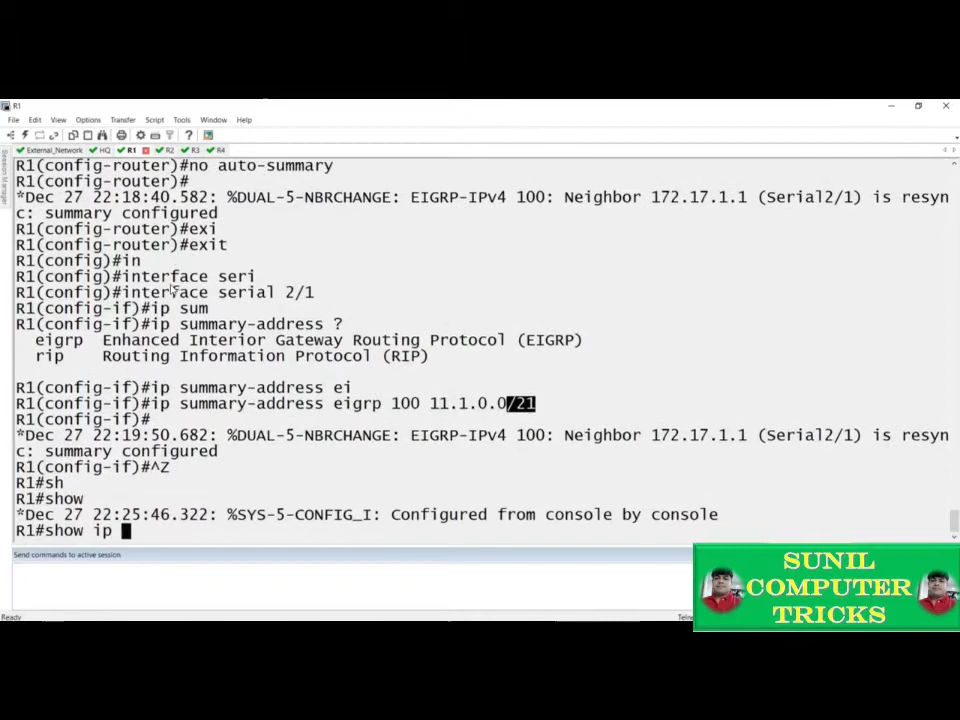 R1
File Edit View Options Transfer Script Tools Window Help
External_Network HQ R1 R2 R3 R4
Session Manager
R1(config-router)#no auto-summary
R1(config-router)#
*Dec 27 22:18:40.582: %DUAL-5-NBRCHANGE: EIGRP-IPv4 100: Neighbor 172.17.1.1 (Serial2/1) is resyn
c: summary configured
R1(config-router)#exi
R1(config-router)#exit
R1(config)#in
R1(config)#interface seri
R1(config)#interface serial 2/1
R1(config-if)#ip sum
R1(config-if)#ip summary-address ?
eigrp Enhanced Interior Gateway Routing Protocol (EIGRP)
rip Routing Information Protocol (RIP)
R1(config-if)#ip summary-address ei
R1(config-if)#ip summary-address eigrp 100 11.1.0.0/21
R1(config-if)#
*Dec 27 22:19:50.682: %DUAL-5-NBRCHANGE: EIGRP-IPv4 100: Neighbor 172.17.1.1 (Serial2/1) is resyn
c: summary configured
R1(config-if)#^Z
R1#sh
R1#show
*Dec 27 22:25:46.322: %SYS-5-CONFIG_I: Configured from console by console
R1#show ip
Send commands to active session
SUNIL
COMPUTER
TRICKS
Ready